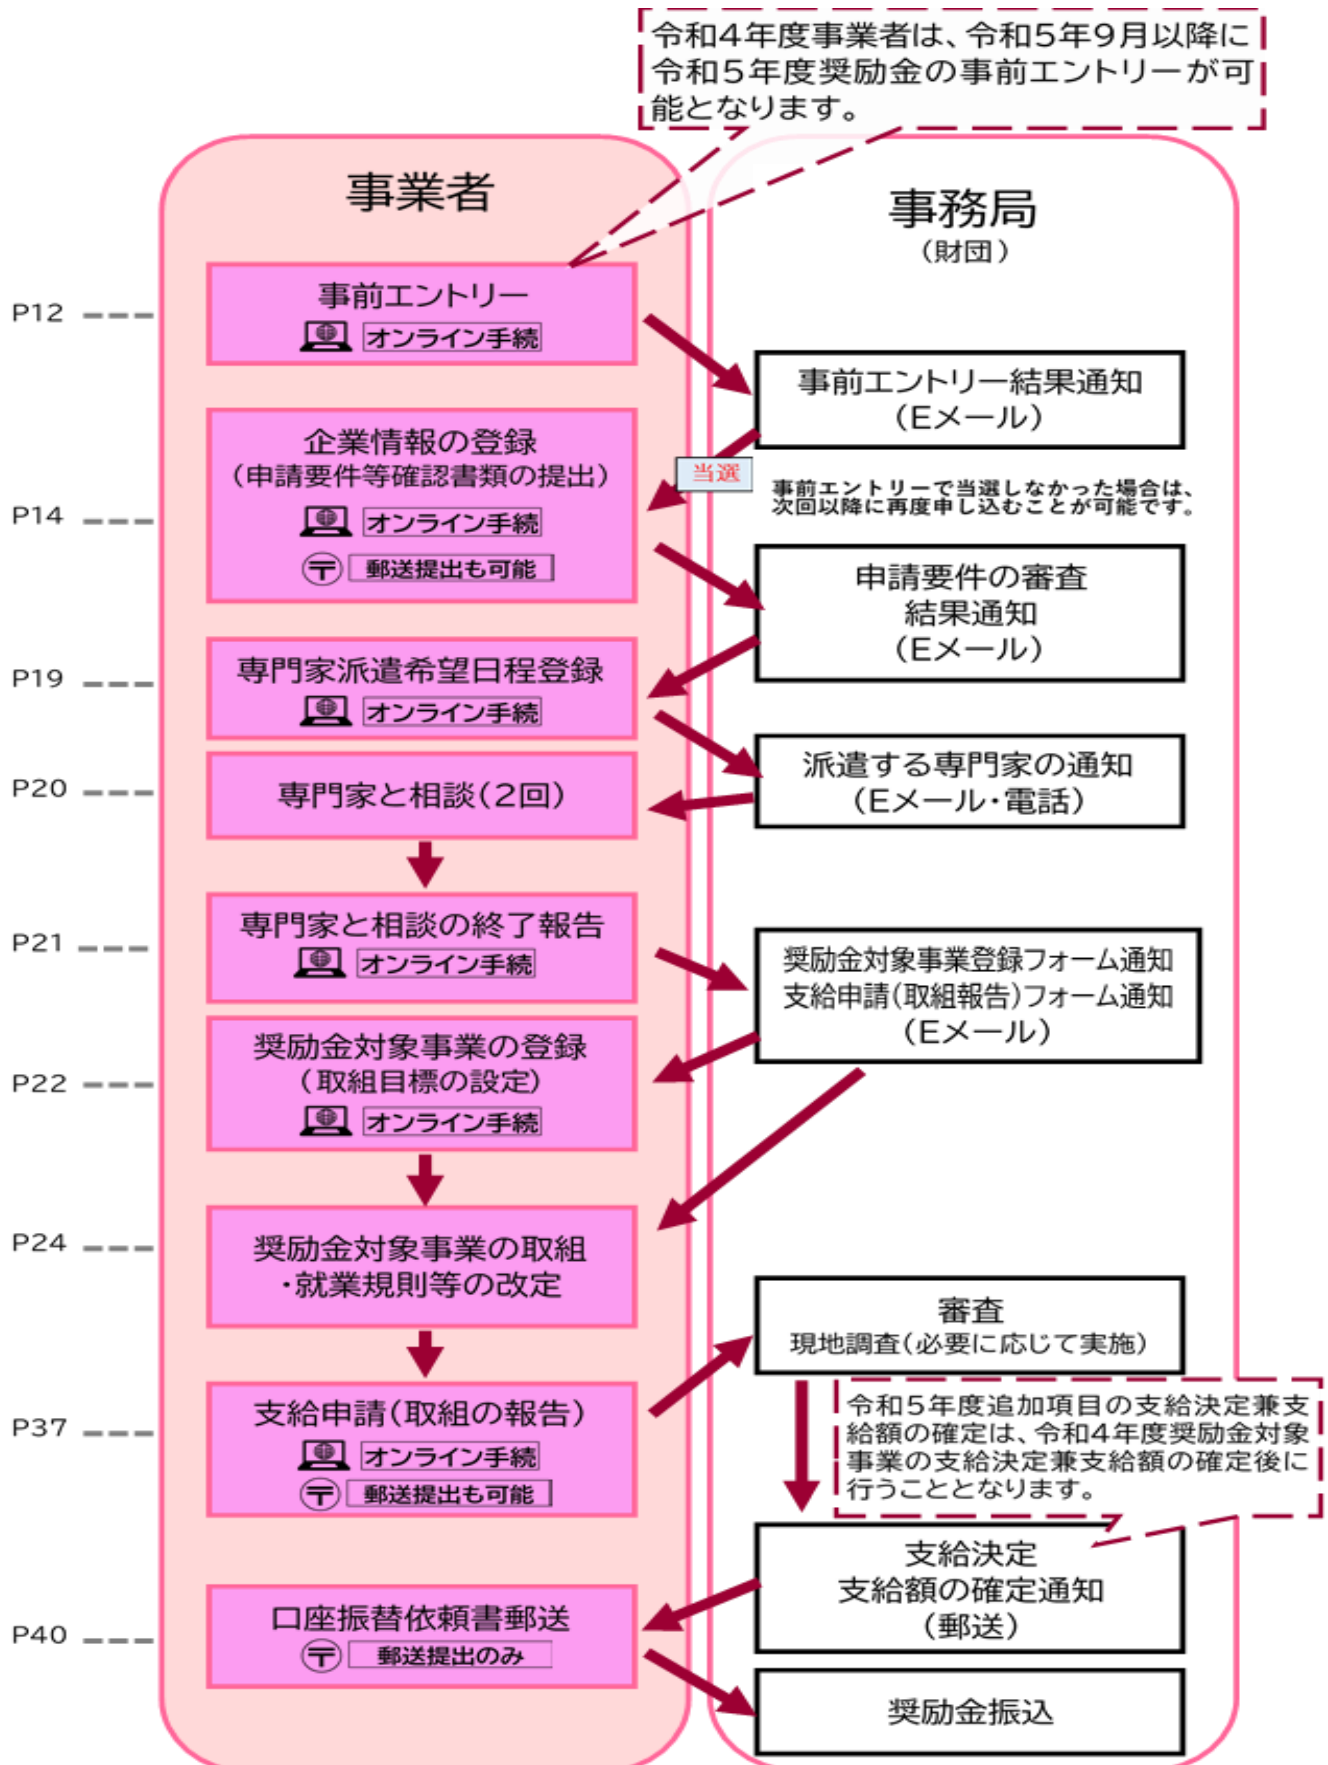 令和4年度事業者は、令和5年9月以降に
令和5年度奨励金の事前エントリーが可
能となります。
事業者
事務局
（財団）
P12
事前エントリー
オンライン手続
事前エントリー結果通知
（Eメール）
企業情報の登録
（申請要件等確認書類の提出）
当選
P14
オンライン手続
〒 郵送提出も可能
事前エントリーで当選しなかった場合は、
次回以降に再度申し込むことが可能です。
申請要件の審査
結果通知
（Eメール）
P19
専門家派遣希望日程登録
オンライン手続
派遣する専門家の通知
（Eメール・電話）
P20
専門家と相談（2回）
P21
専門家と相談の終了報告
オンライン手続
奨励金対象事業登録フォーム通知
支給申請（取組報告）フォーム通知
（Eメール）
P22
奨励金対象事業の登録
（取組目標の設定）
オンライン手続
P24
奨励金対象事業の取組
・就業規則等の改定
審査
現地調査（必要に応じて実施）
P37
支給申請（取組の報告）
オンライン手続
〒 郵送提出も可能
令和5年度追加項目の支給決定兼支
給額の確定は、令和4年度奨励金対象
事業の支給決定兼支給額の確定後に
行うこととなります。
支給決定
支給額の確定通知
（郵送）
P40
口座振替依頼書郵送
〒 郵送提出のみ
奨励金振込